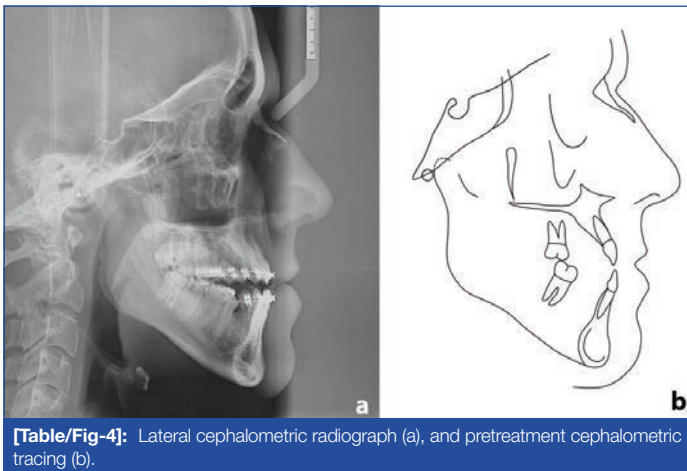 a
b
[Table/Fig-4]: Lateral cephalometric radiograph (a), and pretreatment cephalometric
tracing (b).